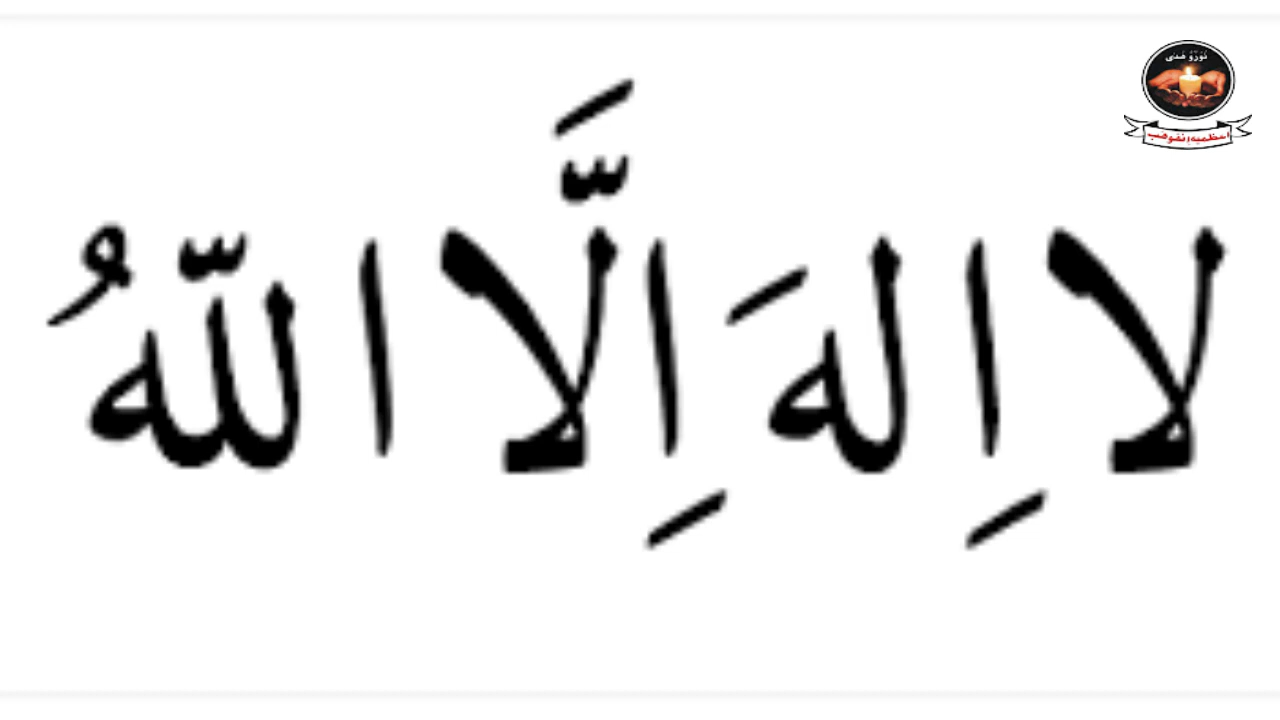 لا اِلهَ اِلَّا اللّهُ